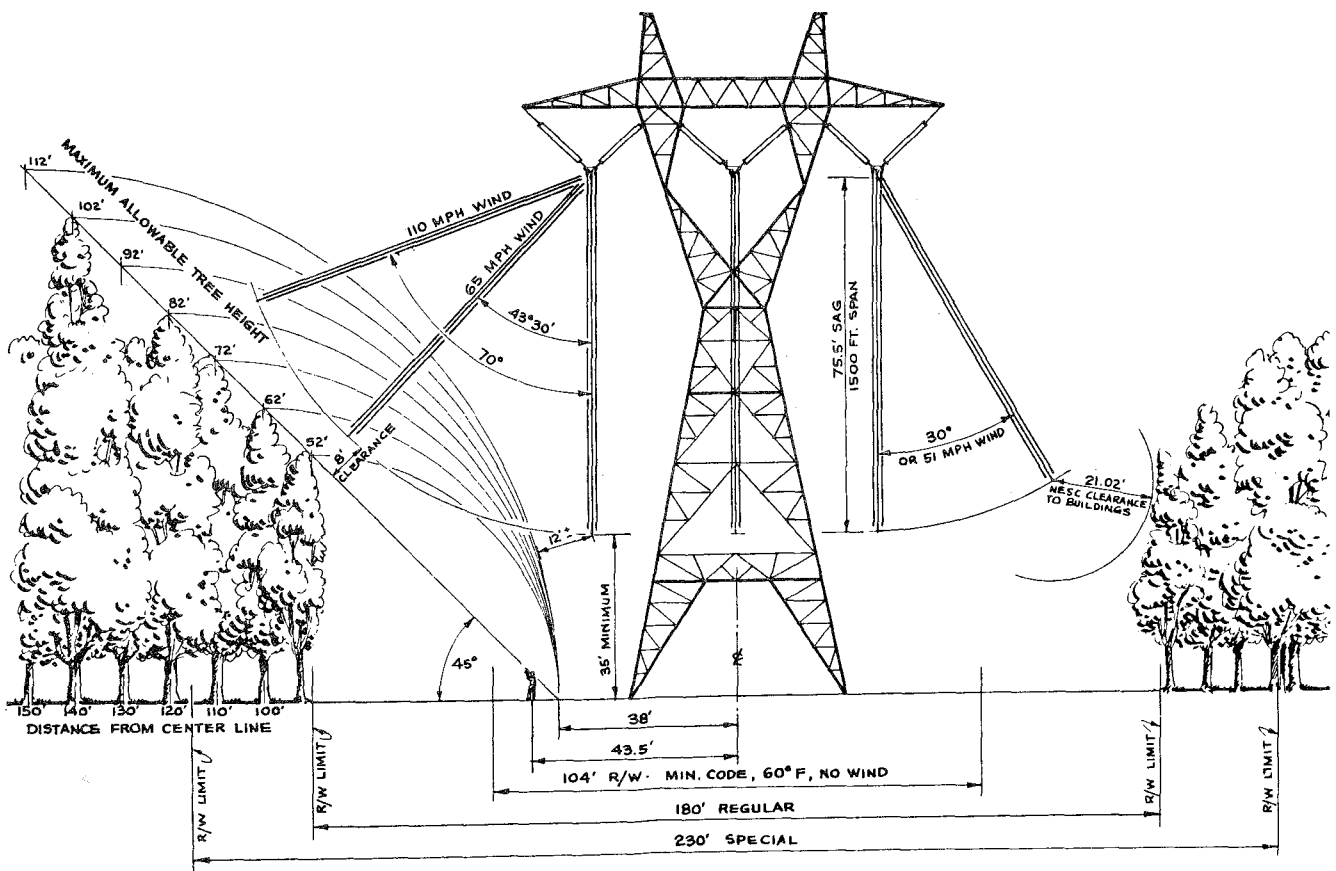 112'
MAXIMUM ALLOWABLE TREE HEIGHT
102'
92'
82'
72'
62'
52'
110 MPH WIND
65 MPH WIND
43°30'
70°
8'
CLEARANCE
12'±
75.5' SAG
1500 FT. SPAN
30°
OR 51 MPH WIND
21.02'
NESC CLEARANCE
TO BUILDINGS
35' MINIMUM
45°
150' 140' 130' 120' 110' 100'
DISTANCE FROM CENTER LINE
38'
43.5'
104' R/W- MIN. CODE, 60°F, NO WIND
180' REGULAR
230' SPECIAL
R/W LIMIT
R/W LIMIT
R/W LIMIT
R/W LIMIT